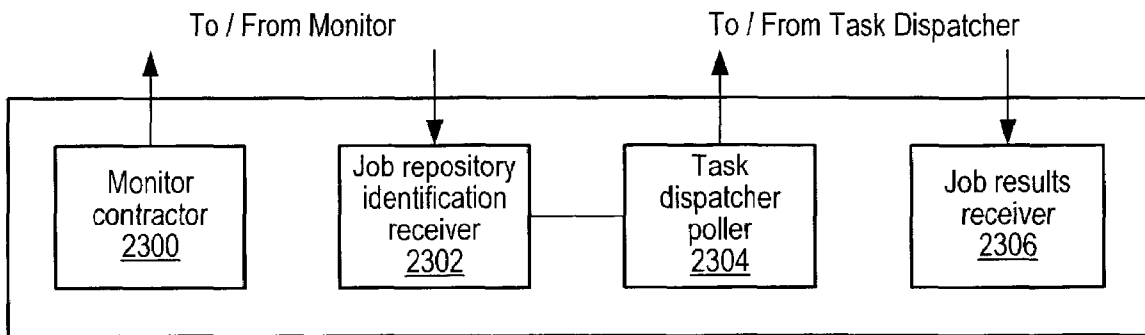 To / From Monitor
To / From Task Dispatcher
Monitor
contractor
2300
Job repository
identification
receiver
2302
Task
dispatcher
poller
2304
Job results
receiver
2306